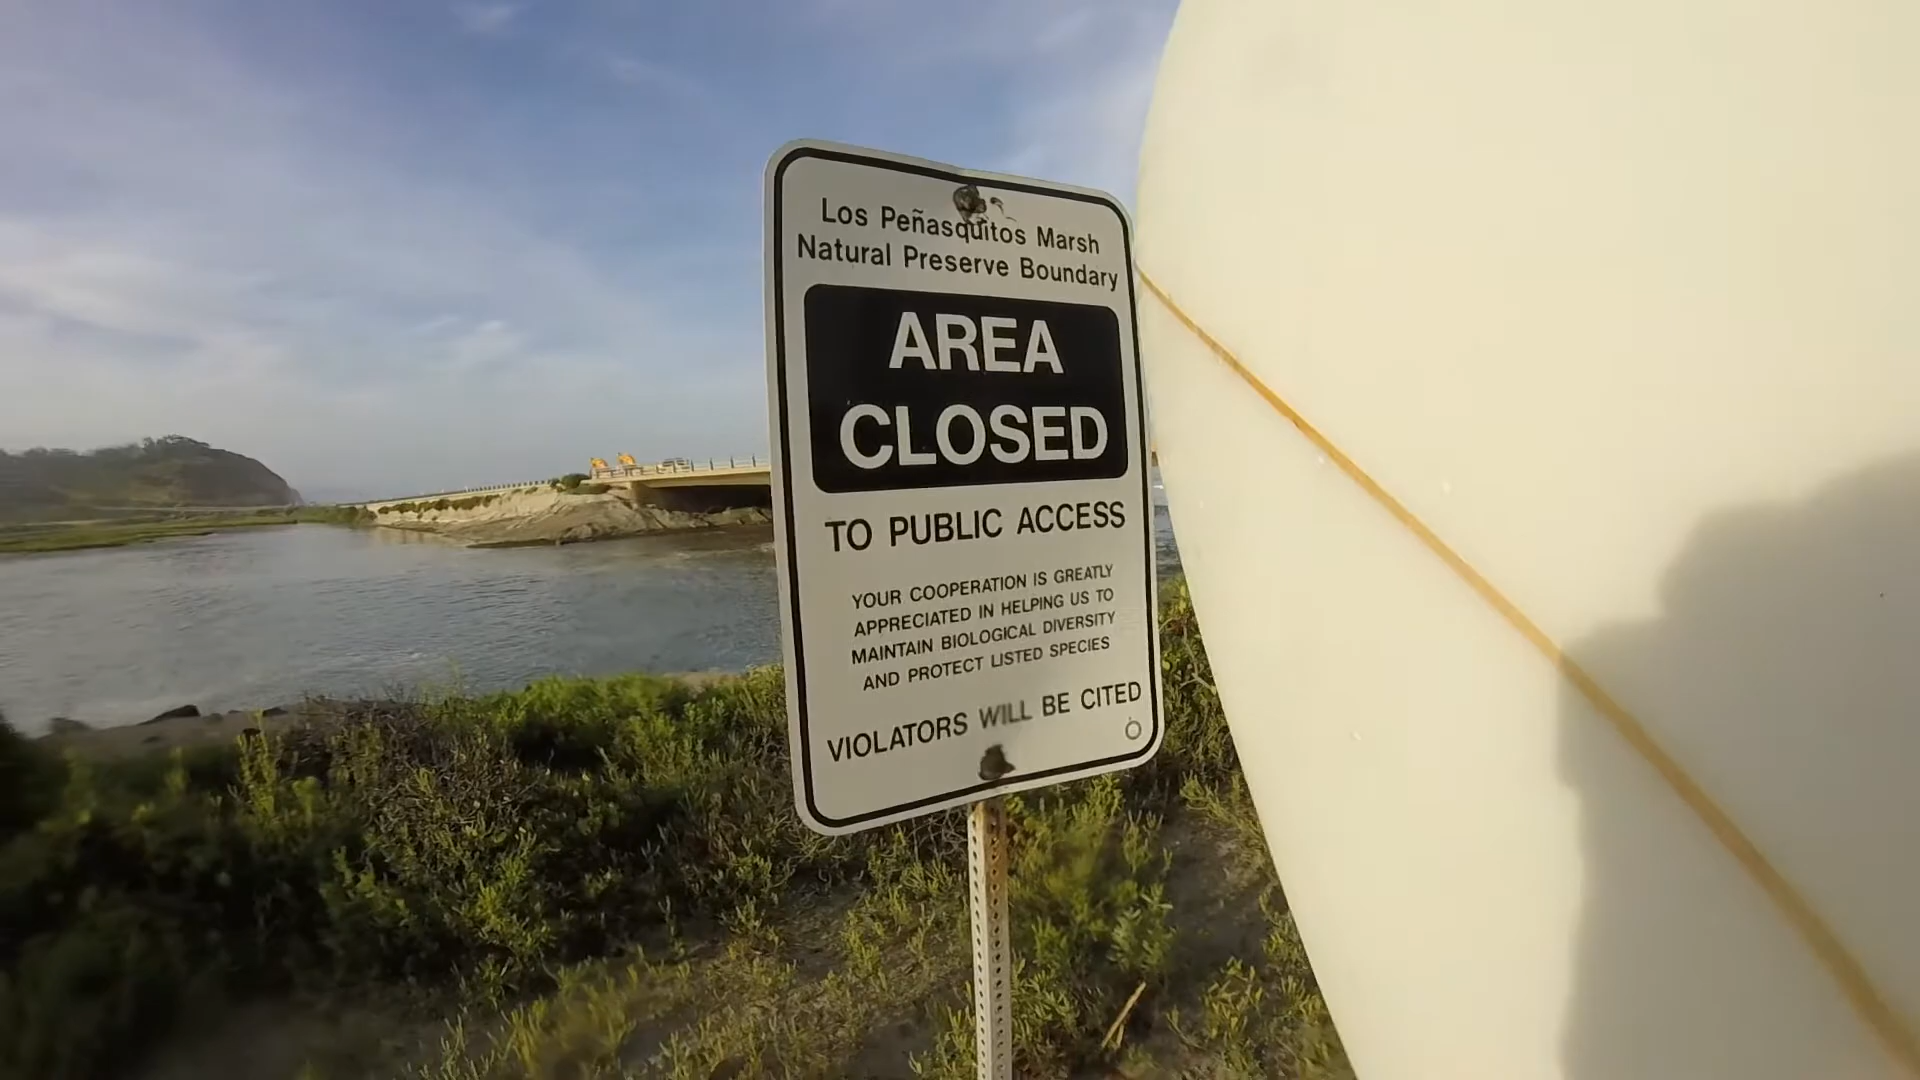 Los Peñasquitos Marsh
Natural Preserve Boundary
AREA
CLOSED
TO PUBLIC ACCESS
YOUR COOPERATION IS GREATLY
APPRECIATED IN HELPING US TO
MAINTAIN BIOLOGICAL DIVERSITY
AND PROTECT LISTED SPECIES
VIOLATORS WILL BE CITED